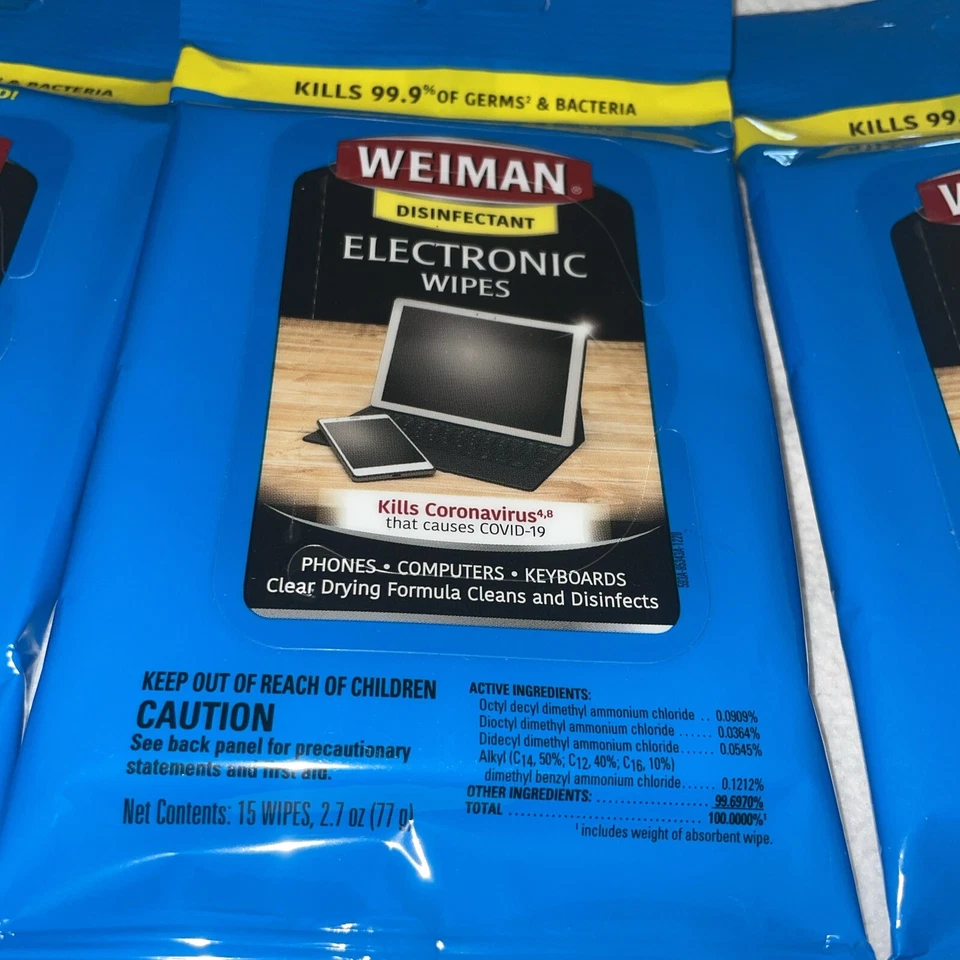 KILLS 99.9% OF GERMS² & BACTERIA
WEIMAN®
DISINFECTANT
ELECTRONIC
WIPES
Kills Coronavirus⁴,⁸
that causes COVID-19
PHONES • COMPUTERS • KEYBOARDS
Clear Drying Formula Cleans and Disinfects
KEEP OUT OF REACH OF CHILDREN
CAUTION
See back panel for precautionary
statements and first aid.
Net Contents: 15 WIPES, 2.7 oz (77 g)
ACTIVE INGREDIENTS:
Octyl decyl dimethyl ammonium chloride .. 0.0909%
Dioctyl dimethyl ammonium chloride ...... 0.0364%
Didecyl dimethyl ammonium chloride...... 0.0545%
Alkyl (C14, 50%; C12, 40%; C16, 10%)
dimethyl benzyl ammonium chloride...... 0.1212%
OTHER INGREDIENTS: ................... 99.6970%
TOTAL ................................ 100.0000%¹
¹ includes weight of absorbent wipe.
& BACTERIA
KILLS 99.
W